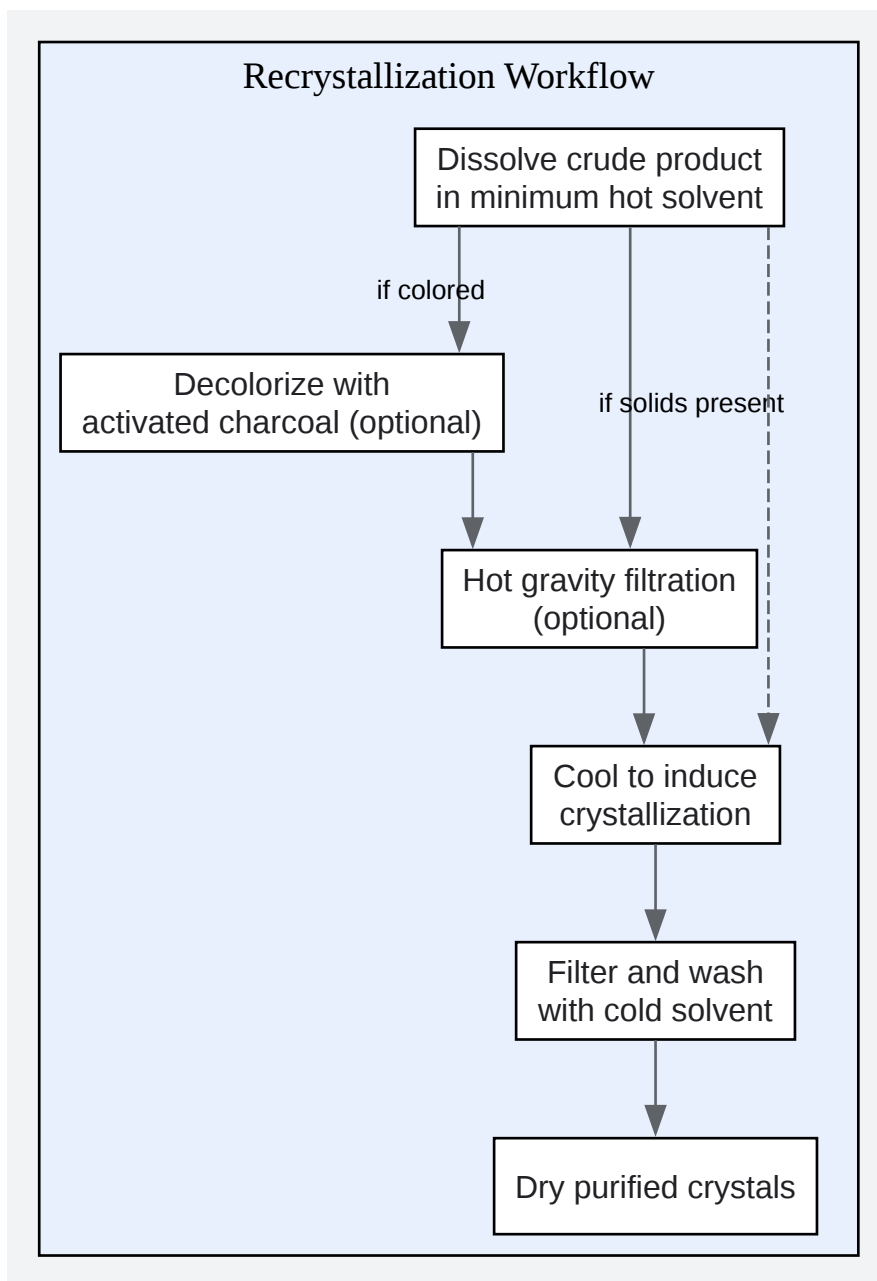 Recrystallization Workflow
Dissolve crude product
in minimum hot solvent
if colored
Decolorize with
activated charcoal (optional)
if solids present
Hot gravity filtration
(optional)
Cool to induce
crystallization
Filter and wash
with cold solvent
Dry purified crystals